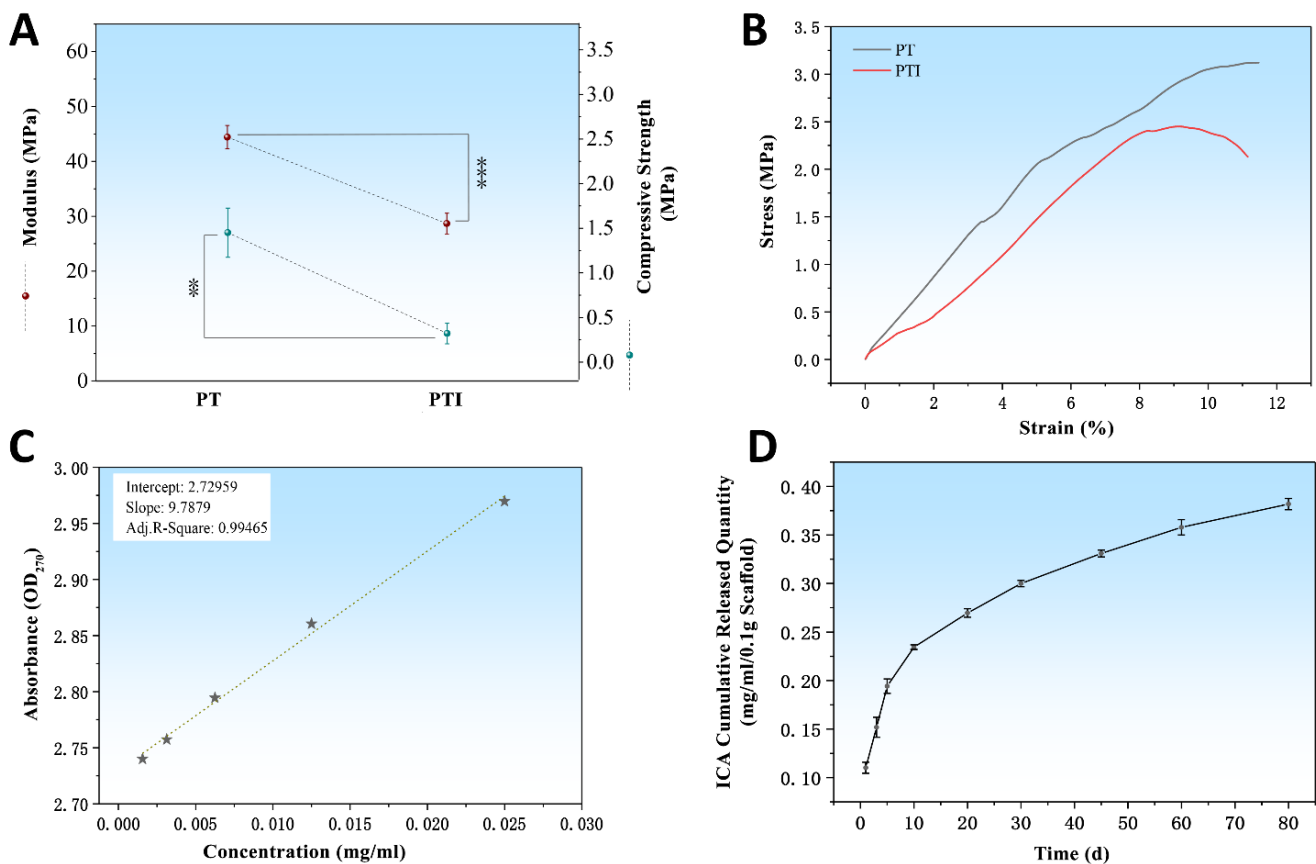 A
Modulus (MPa)
65
60
55
50
45
40
35
30
25
20
15
10
5
0
***
***
3.5
3.0
2.5
2.0
1.5
1.0
0.5
0.0
Compressive Strength
(MPa)
PT
PTI
B
PT
PTI
Stress (MPa)
3.5
3.0
2.5
2.0
1.5
1.0
0.5
0.0
0 2 4 6 8 10 12
Strain (%)
C
Intercept: 2.72959
Slope: 9.7879
Adj.R-Square: 0.99465
Absorbance (OD270)
3.00
2.95
2.90
2.85
2.80
2.75
2.70
0.000 0.005 0.010 0.015 0.020 0.025 0.030
Concentration (mg/ml)
D
ICA Cumulative Released Quantity
(mg/ml/0.1g Scaffold)
0.40
0.35
0.30
0.25
0.20
0.15
0.10
0 10 20 30 40 50 60 70 80
Time (d)